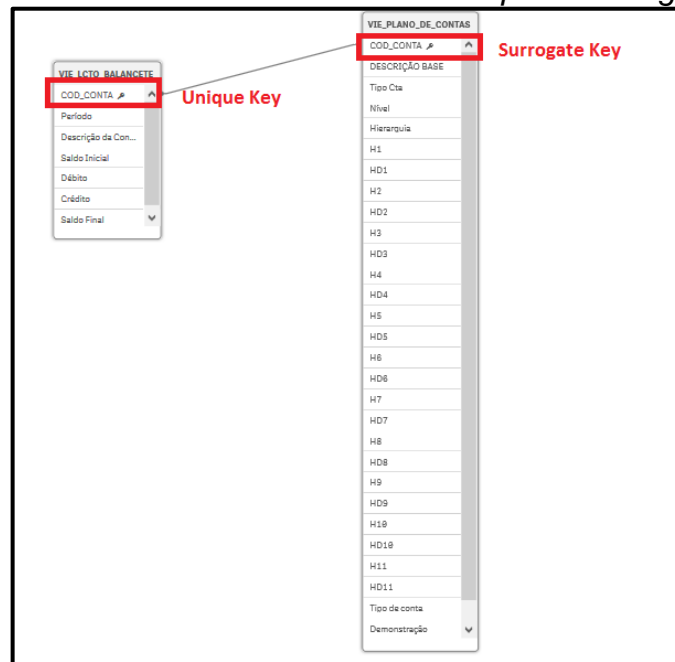 VIE_LCTO_BALANCETE
COD_CONTA
Unique Key
Período
Descrição da Con...
Saldo Inicial
Débito
Crédito
Saldo Final
VIE_PLANO_DE_CONTAS
COD_CONTA
Surrogate Key
DESCRIÇÃO BASE
Tipo Cta
Nível
Hierarquia
H1
HD1
H2
HD2
H3
HD3
H4
HD4
H5
HD5
H6
HD6
H7
HD7
H8
HD8
H9
HD9
H10
HD10
H11
HD11
Tipo de conta
Demonstração